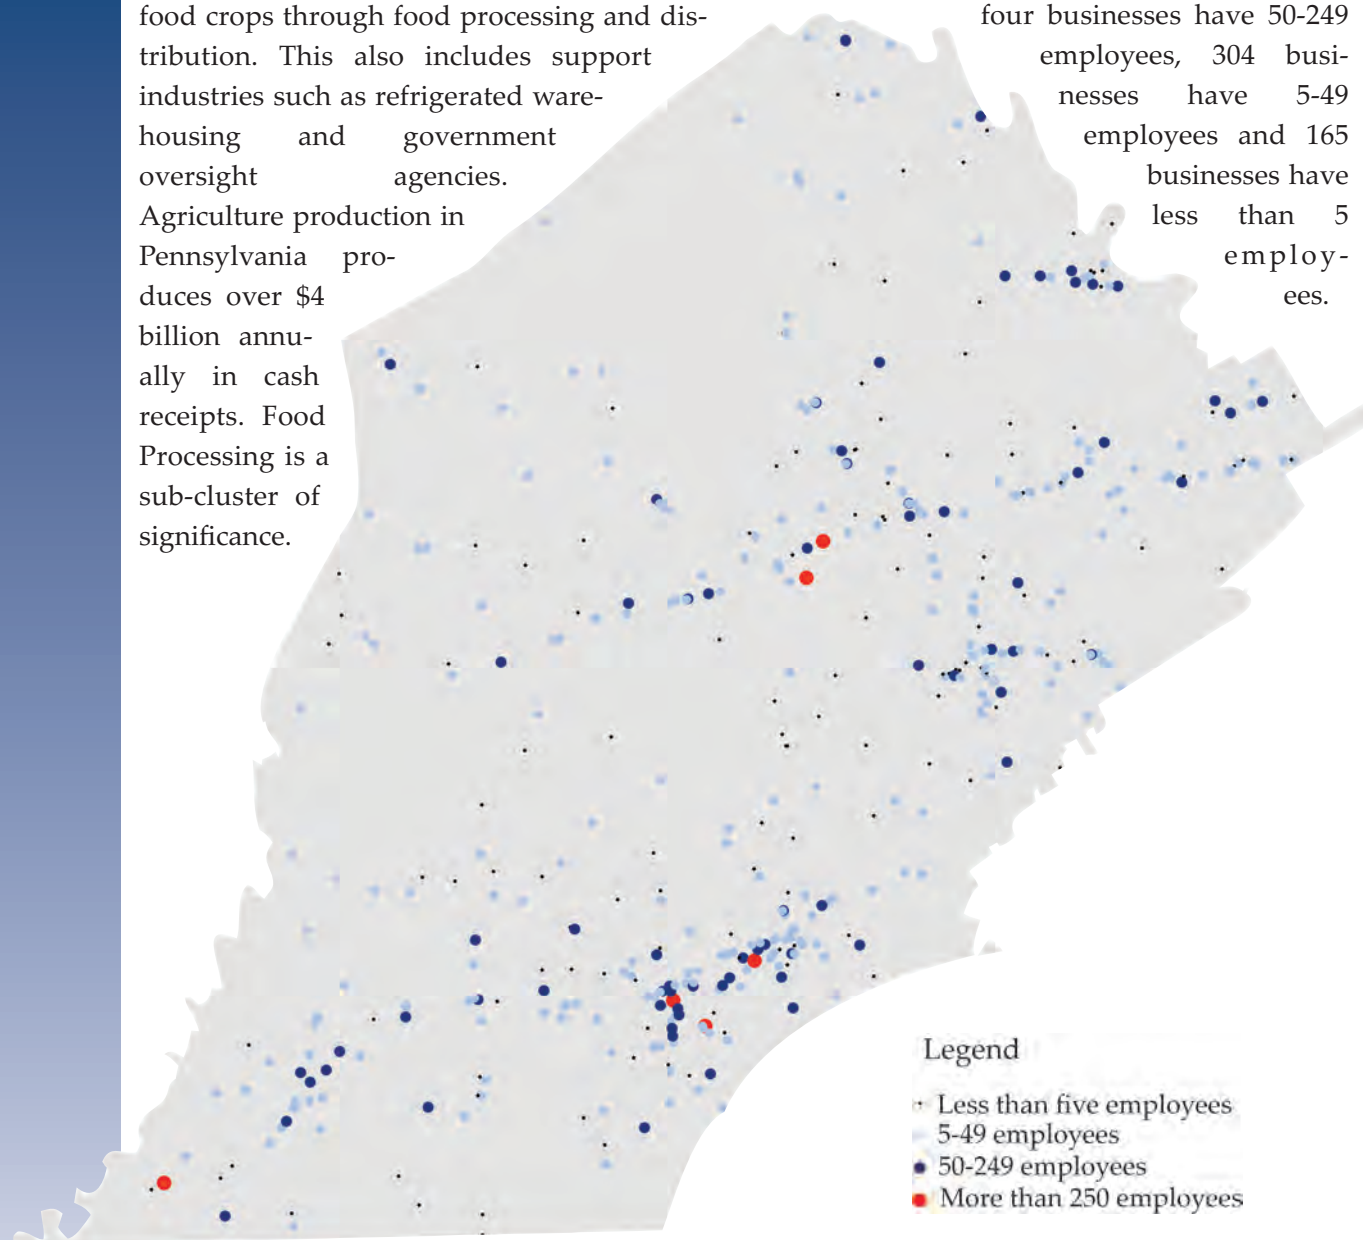 food crops through food processing and dis-
tribution. This also includes support
industries such as refrigerated ware-
housing and government
oversight agencies.
Agriculture production in
Pennsylvania pro-
duces over $4
billion annu-
ally in cash
receipts. Food
Processing is a
sub-cluster of
significance.
four businesses have 50-249
employees, 304 busi-
nesses have 5-49
employees and 165
businesses have
less than 5
employ-
ees.
Legend
Less than five employees
5-49 employees
50-249 employees
More than 250 employees